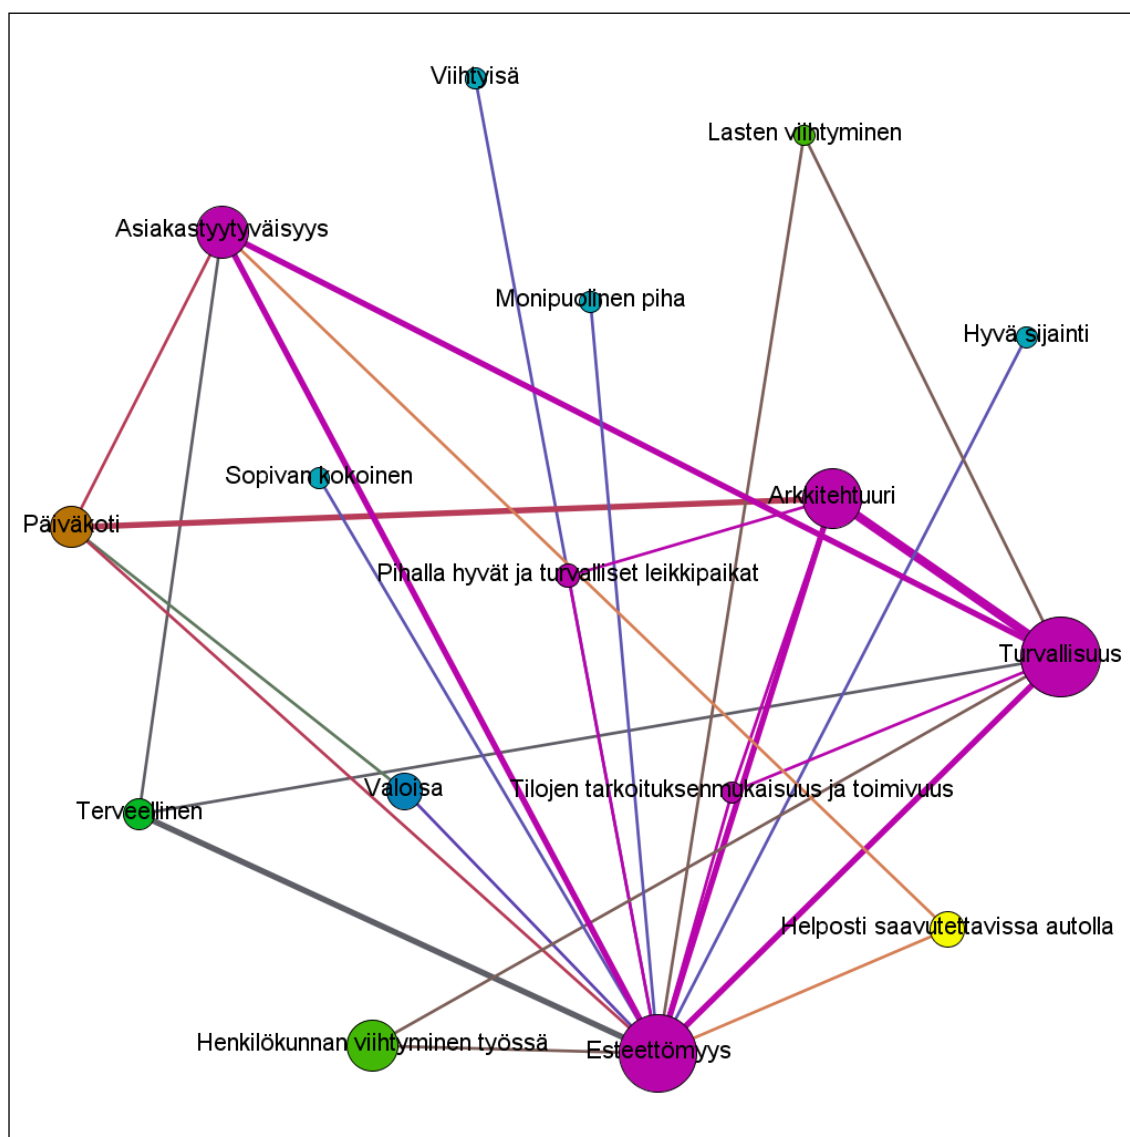 Viihtyisä
Lasten viihtyminen
Asiakastyytyväisyys
Monipuolinen piha
Hyvä sijainti
Sopivan kokoinen
Arkkitehtuuri
Päiväkoti
Pihalla hyvät ja turvalliset leikkipaikat
Turvallisuus
Valoisa
Tilojen tarkoituksenmukaisuus ja toimivuus
Terveellinen
Helposti saavutettavissa autolla
Henkilökunnan viihtyminen työssä
Esteettömyys